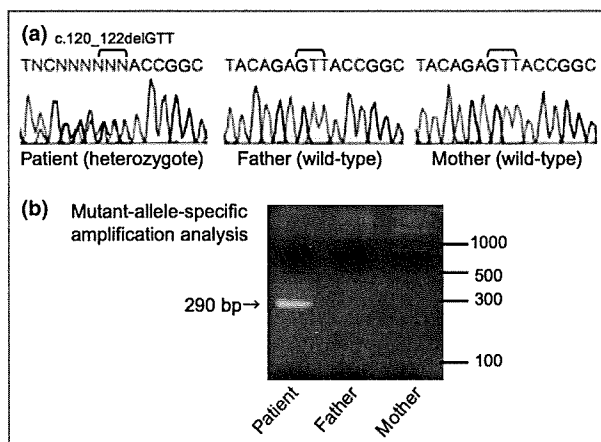 (a) c.120_122delGTT
TNCNNNNNNNACCGGC TACAGAGTTACCGGC TACAGAGTTACCGGC
Patient (heterozygote) Father (wild-type) Mother (wild-type)
(b) Mutant-allele-specific
amplification analysis
1000
500
290 bp→ 300
100
Patient Father Mother